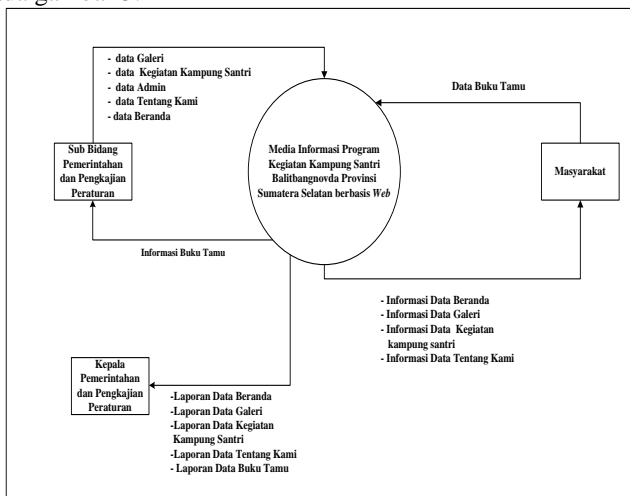 - data Galeri
- data Kegiatan Kampung Santri
- data Admin
- data Tentang Kami
- data Beranda
Data Buku Tamu
Sub Bidang
Pemerintahan
dan Pengkajian
Peraturan
Media Informasi Program
Kegiatan Kampung Santri
Balitbangnovda Provinsi
Sumatera Selatan berbasis Web
Masyarakat
Informasi Buku Tamu
- Informasi Data Beranda
- Informasi Data Galeri
- Informasi Data Kegiatan
kampung santri
- Informasi Data Tentang Kami
Kepala
Pemerintahan
dan Pengkajian
Peraturan
-Laporan Data Beranda
-Laporan Data Galeri
-Laporan Data Kegiatan
Kampung Santri
-Laporan Data Tentang Kami
- Laporan Data Buku Tamu